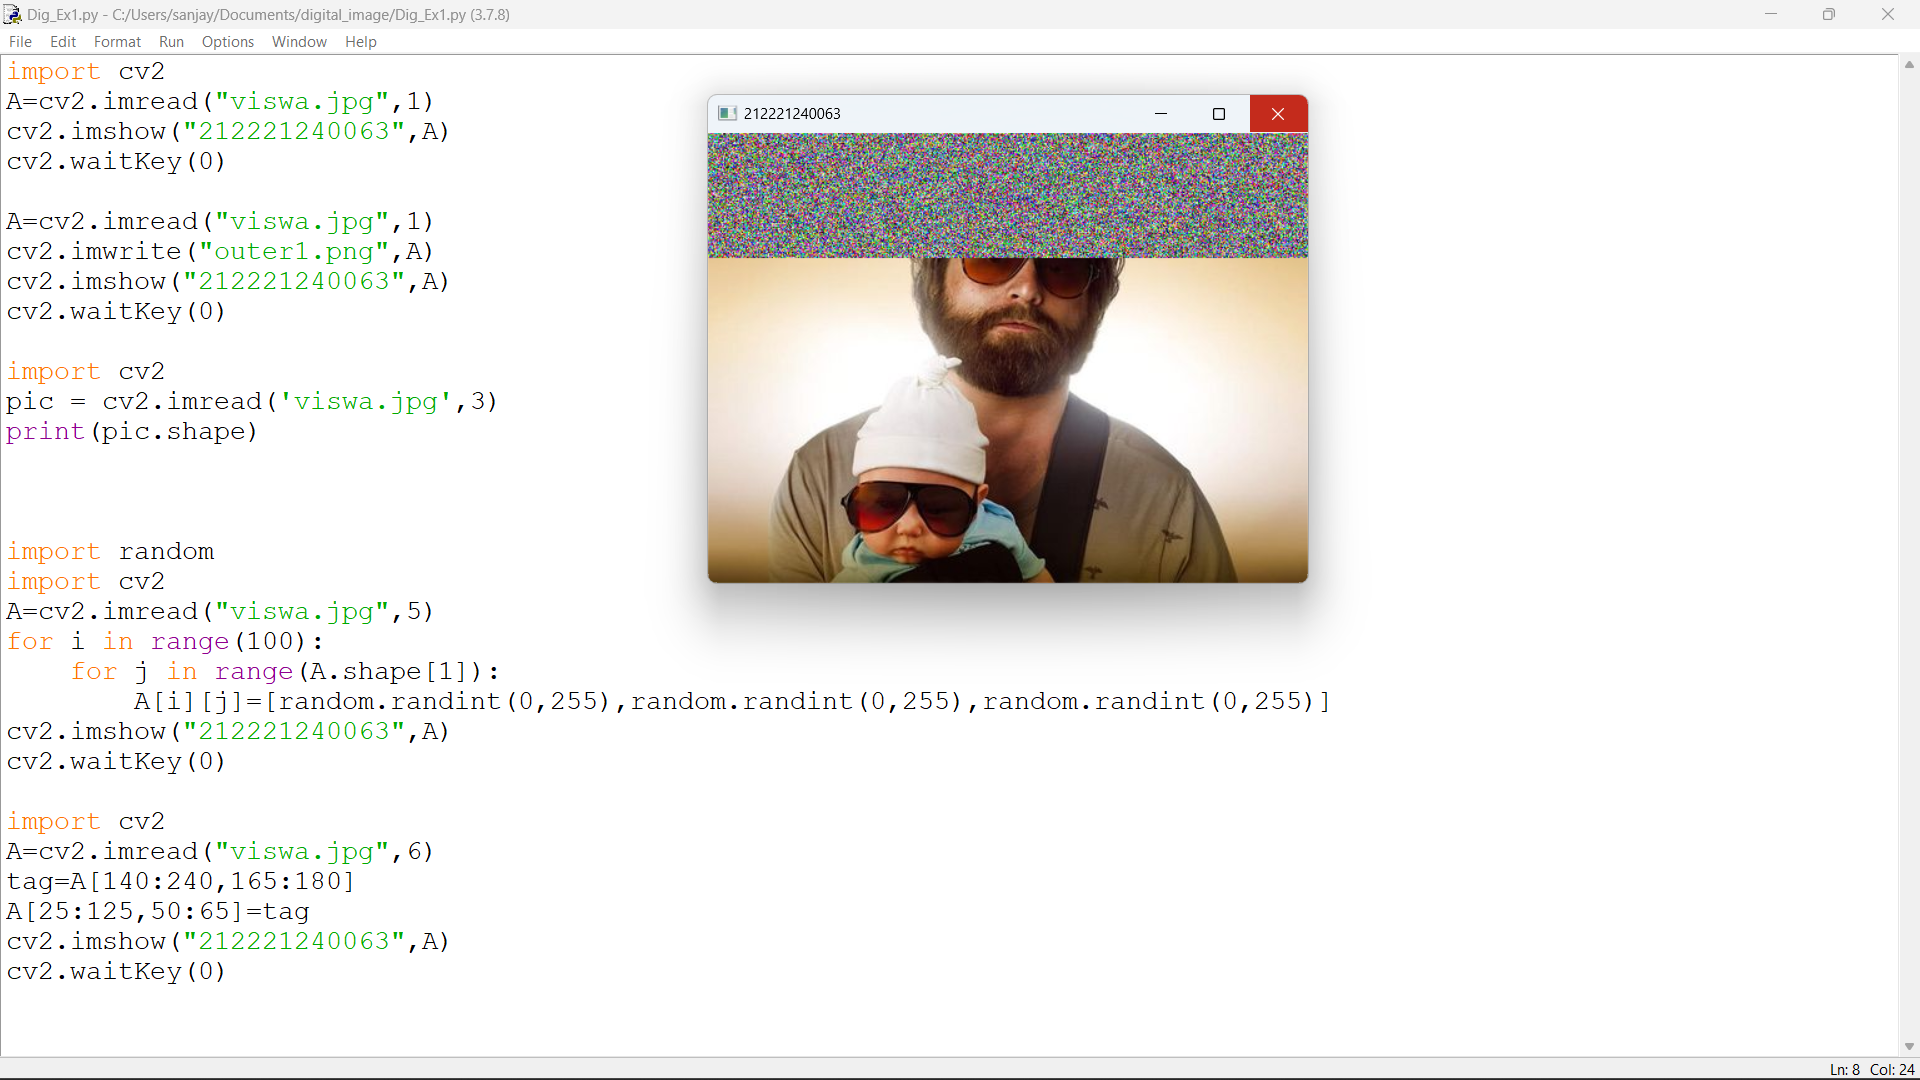 Dig_Ex1.py - C:/Users/sanjay/Documents/digital_image/Dig_Ex1.py (3.7.8)
File Edit Format Run Options Window Help
import cv2
A=cv2.imread("viswa.jpg",1)
cv2.imshow("212221240063",A)
cv2.waitKey(0)
A=cv2.imread("viswa.jpg",1)
cv2.imwrite("outer1.png",A)
cv2.imshow("212221240063",A)
cv2.waitKey(0)
import cv2
pic = cv2.imread('viswa.jpg',3)
print(pic.shape)
import random
import cv2
A=cv2.imread("viswa.jpg",5)
for i in range(100):
    for j in range(A.shape[1]):
        A[i][j]=[random.randint(0,255),random.randint(0,255),random.randint(0,255)]
cv2.imshow("212221240063",A)
cv2.waitKey(0)
import cv2
A=cv2.imread("viswa.jpg",6)
tag=A[140:240,165:180]
A[25:125,50:65]=tag
cv2.imshow("212221240063",A)
cv2.waitKey(0)
212221240063
Ln: 8 Col: 24